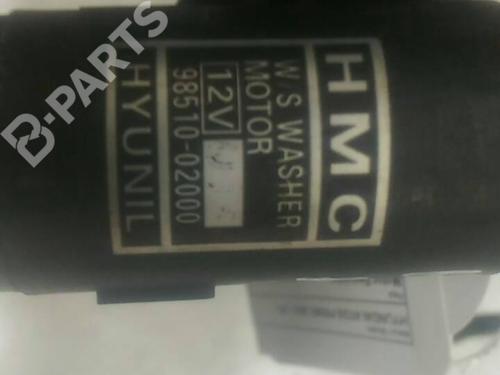 HMC
W/S WASHER
MOTOR
12V
98510-02000
HYUNIL
B-PARTS